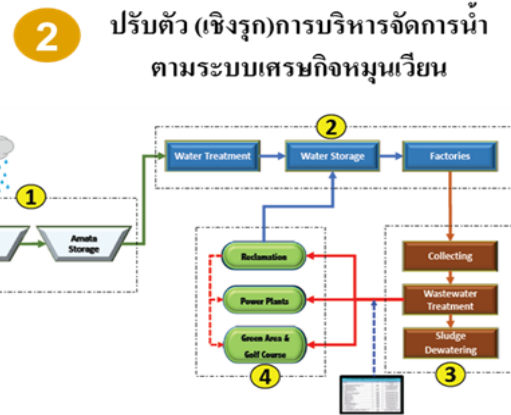 2
ปรับตัว (เชิงรุก)การบริหารจัดการน้ำ
ตามระบบเศรษฐกิจหมุนเวียน
2
Water Treatment
Water Storage
Factories
1
Amata
Storage
Reclamation
Collecting
Power Plants
Wastewater
Treatment
Green Area &
Golf Course
Sludge
Dewatering
4
3